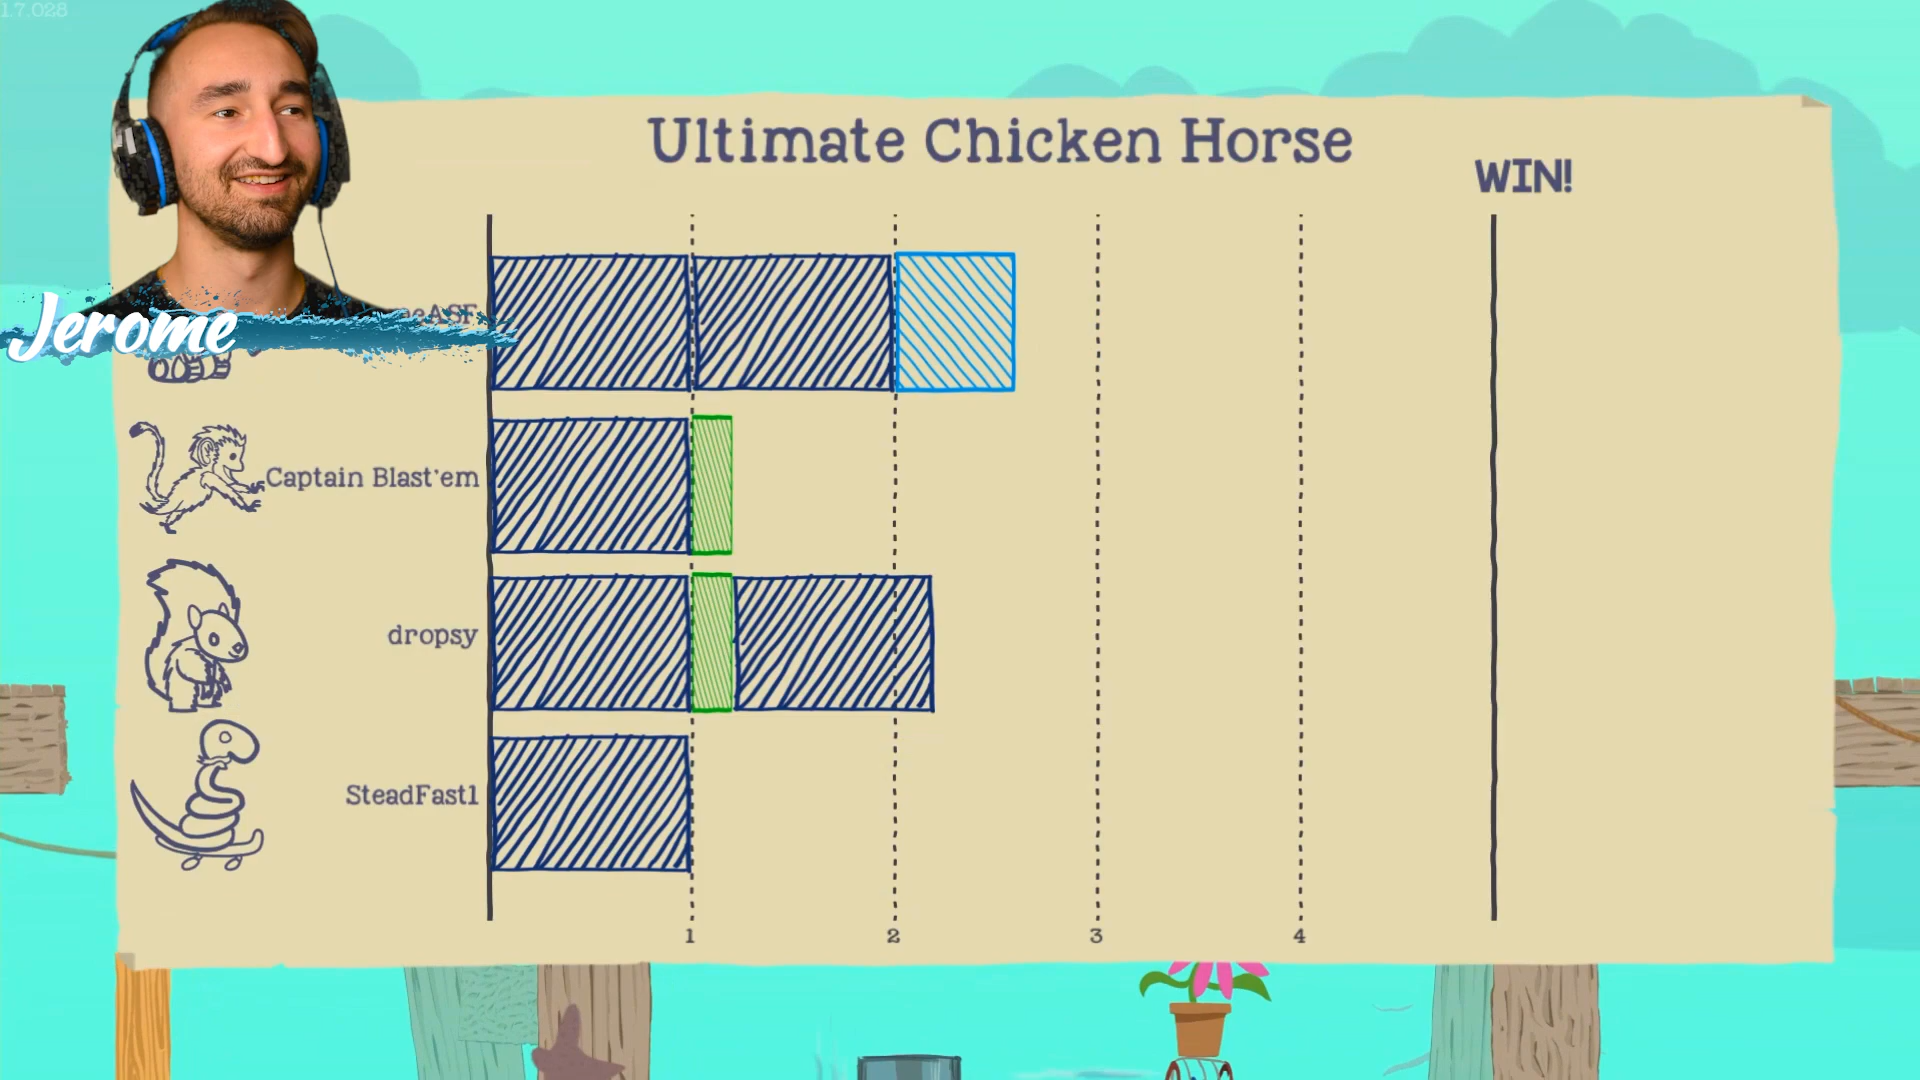 1.7.028
Ultimate Chicken Horse
WIN!
Jerome
Captain Blast'em
dropsy
SteadFast1
1 2 3 4